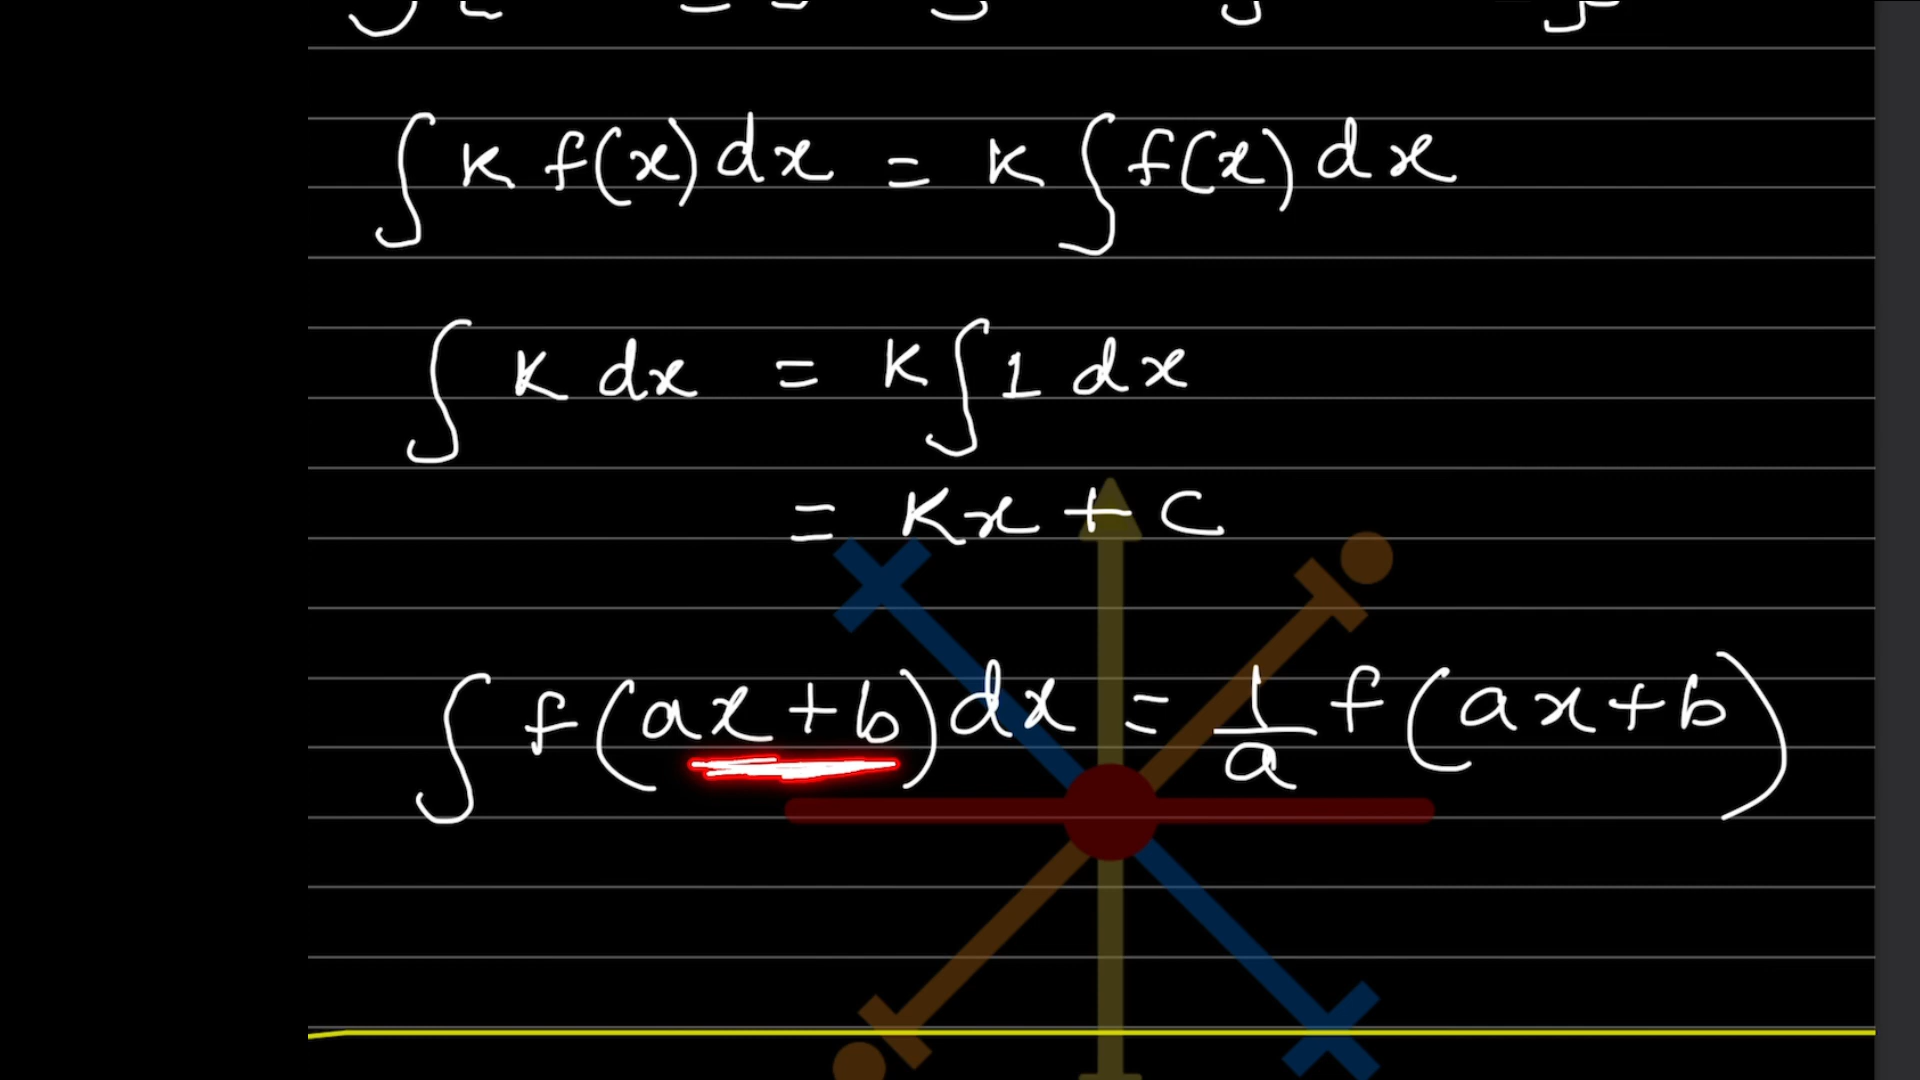 ∫ K f(x) dx = K ∫ f(x) dx
∫ K dx = K ∫ 1 dx
= Kx + C
∫ f(ax+b) dx = 1/a f(ax+b)